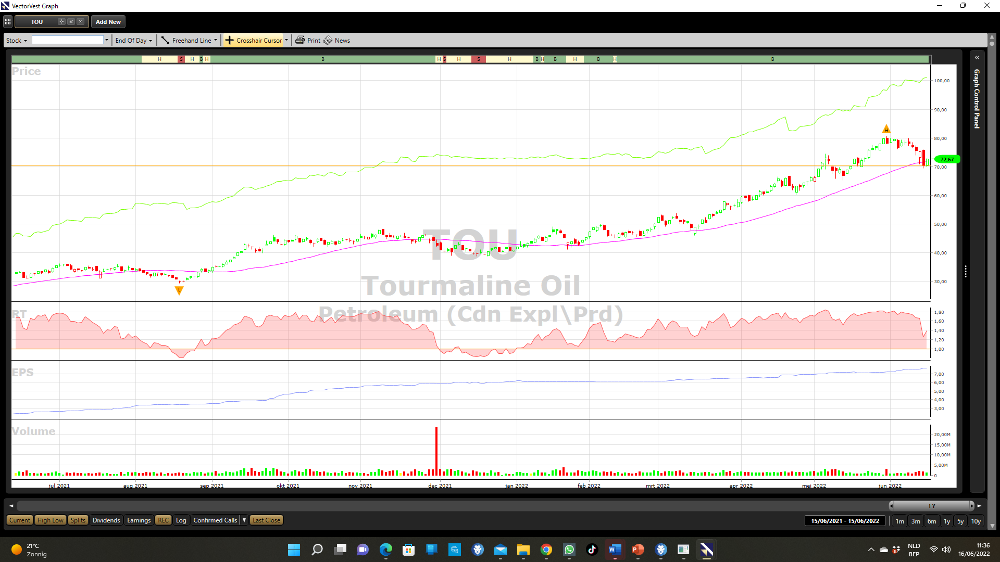 VectorVest Graph
TOU Add New
Stock End Of Day Freehand Line Crosshair Cursor Print News
H S H B H B H S H S H B H B H B H B
Price
100,00
90,00
H
80,00
72,67
70,00
60,00
50,00
40,00
30,00
L
TOU
Tourmaline Oil
Petroleum (Cdn Expl\Prd)
RT
1,80
1,60
1,40
1,20
1,00
EPS
7,00
6,00
5,00
4,00
3,00
Volume
20,00M
15,00M
10,00M
5,00M
0
jul 2021 aug 2021 sep 2021 okt 2021 nov 2021 dec 2021 jan 2022 feb 2022 mrt 2022 apr 2022 mei 2022 jun 2022
Graph Control Panel
1 Y
Current High Low Splits Dividends Earnings REC Log Confirmed Calls Last Close 15/06/2021 - 15/06/2022 1m 3m 6m 1y 5y 10y
21°C
Zonnig
NLD
BEP
11:36
16/06/2022